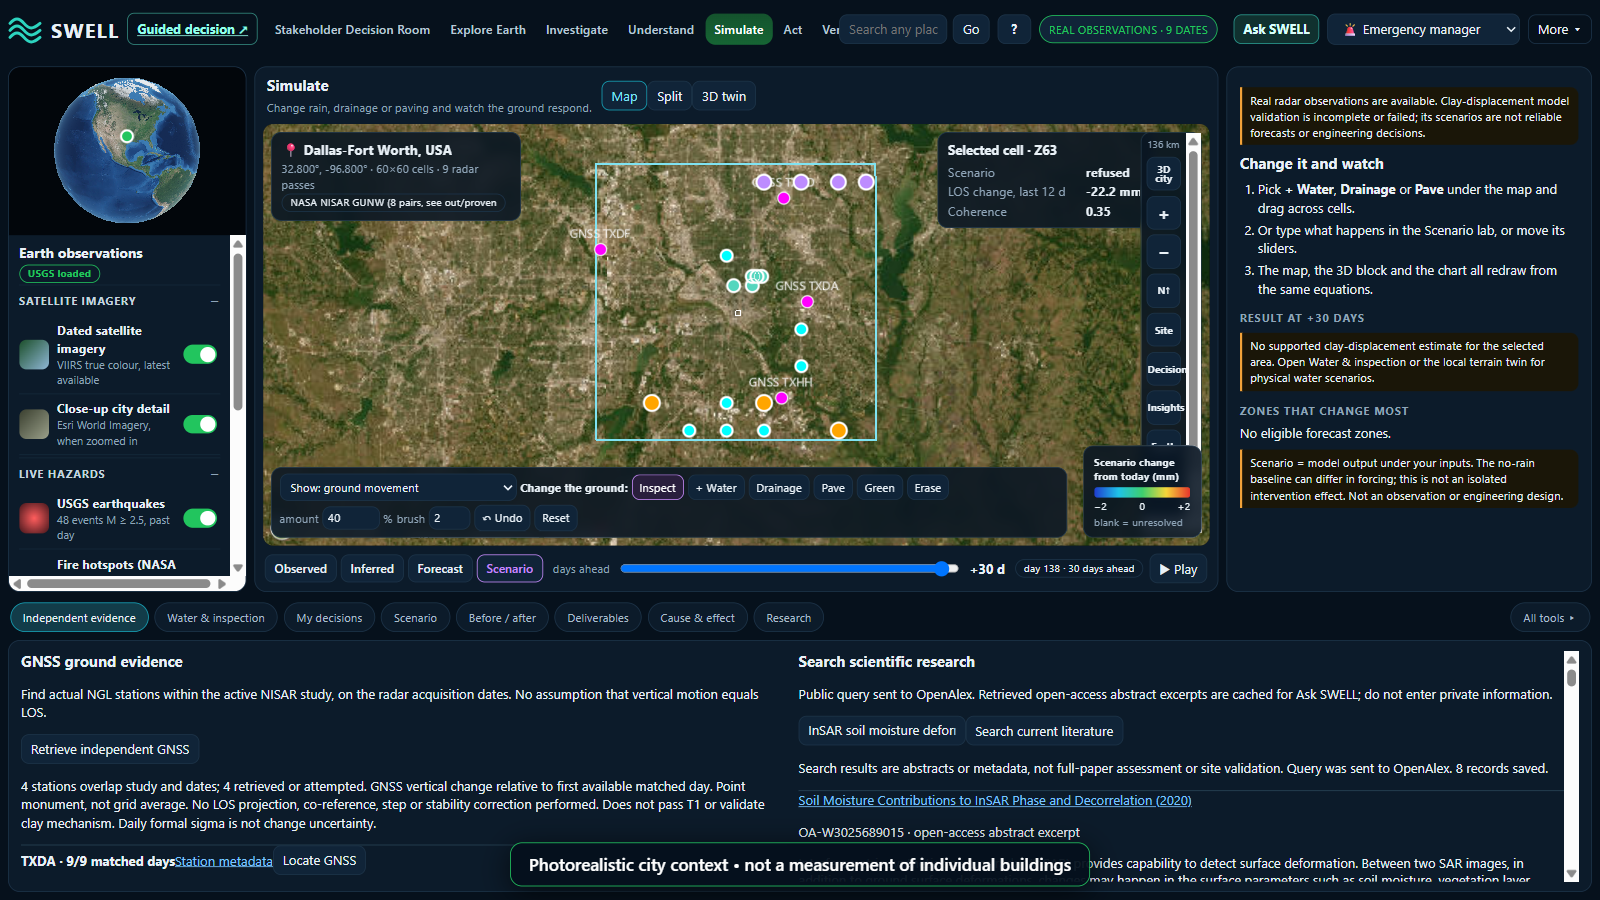 SWELL
Guided decision ↗
Stakeholder Decision Room
Explore Earth
Investigate
Understand
Simulate
Act
Ver
Search any plac
Go
?
REAL OBSERVATIONS · 9 DATES
Ask SWELL
Emergency manager
More
Earth observations
USGS loaded
SATELLITE IMAGERY
Dated satellite
imagery
VIIRS true colour, latest
available
Close-up city detail
Esri World Imagery,
when zoomed in
LIVE HAZARDS
USGS earthquakes
48 events M ≥ 2.5, past
day
Fire hotspots (NASA
Simulate
Change rain, drainage or paving and watch the ground respond.
Map
Split
3D twin
Dallas-Fort Worth, USA
32.800°, -96.800° · 60×60 cells · 9 radar
passes
NASA NISAR GUNW (8 pairs, see out/proven
GNSS TXDF
GNSS TXDA
GNSS TXHH
Selected cell · Z63
Scenario refused
LOS change, last 12 d -22.2 mm
Coherence 0.35
136 km
3D
city
+
−
N↑
Site
Decision
Insights
Scenario change
from today (mm)
−2 0 +2
blank = unresolved
Show: ground movement
Change the ground:
Inspect
+ Water
Drainage
Pave
Green
Erase
amount 40 % brush 2
Undo
Reset
Observed
Inferred
Forecast
Scenario
days ahead
+30 d
day 138 · 30 days ahead
▶ Play
Real radar observations are available. Clay-displacement model
validation is incomplete or failed; its scenarios are not reliable
forecasts or engineering decisions.
Change it and watch
1. Pick + Water, Drainage or Pave under the map and
drag across cells.
2. Or type what happens in the Scenario lab, or move its
sliders.
3. The map, the 3D block and the chart all redraw from
the same equations.
RESULT AT +30 DAYS
No supported clay-displacement estimate for the selected
area. Open Water & inspection or the local terrain twin for
physical water scenarios.
ZONES THAT CHANGE MOST
No eligible forecast zones.
Scenario = model output under your inputs. The no-rain
baseline can differ in forcing; this is not an isolated
intervention effect. Not an observation or engineering design.
Independent evidence
Water & inspection
My decisions
Scenario
Before / after
Deliverables
Cause & effect
Research
All tools
GNSS ground evidence
Find actual NGL stations within the active NISAR study, on the radar acquisition dates. No assumption that vertical motion equals
LOS.
Retrieve independent GNSS
4 stations overlap study and dates; 4 retrieved or attempted. GNSS vertical change relative to first available matched day. Point
monument, not grid average. No LOS projection, co-reference, step or stability correction performed. Does not pass T1 or validate
clay mechanism. Daily formal sigma is not change uncertainty.
TXDA · 9/9 matched days Station metadata Locate GNSS
Search scientific research
Public query sent to OpenAlex. Retrieved open-access abstract excerpts are cached for Ask SWELL; do not enter private information.
InSAR soil moisture deforn
Search current literature
Search results are abstracts or metadata, not full-paper assessment or site validation. Query was sent to OpenAlex. 8 records saved.
Soil Moisture Contributions to InSAR Phase and Decorrelation (2020)
OA-W3025689015 · open-access abstract excerpt
ovides capability to detect surface deformation. Between two SAR images, in
may happen in the surface parameters such as soil moisture, vegetation layer
Photorealistic city context • not a measurement of individual buildings